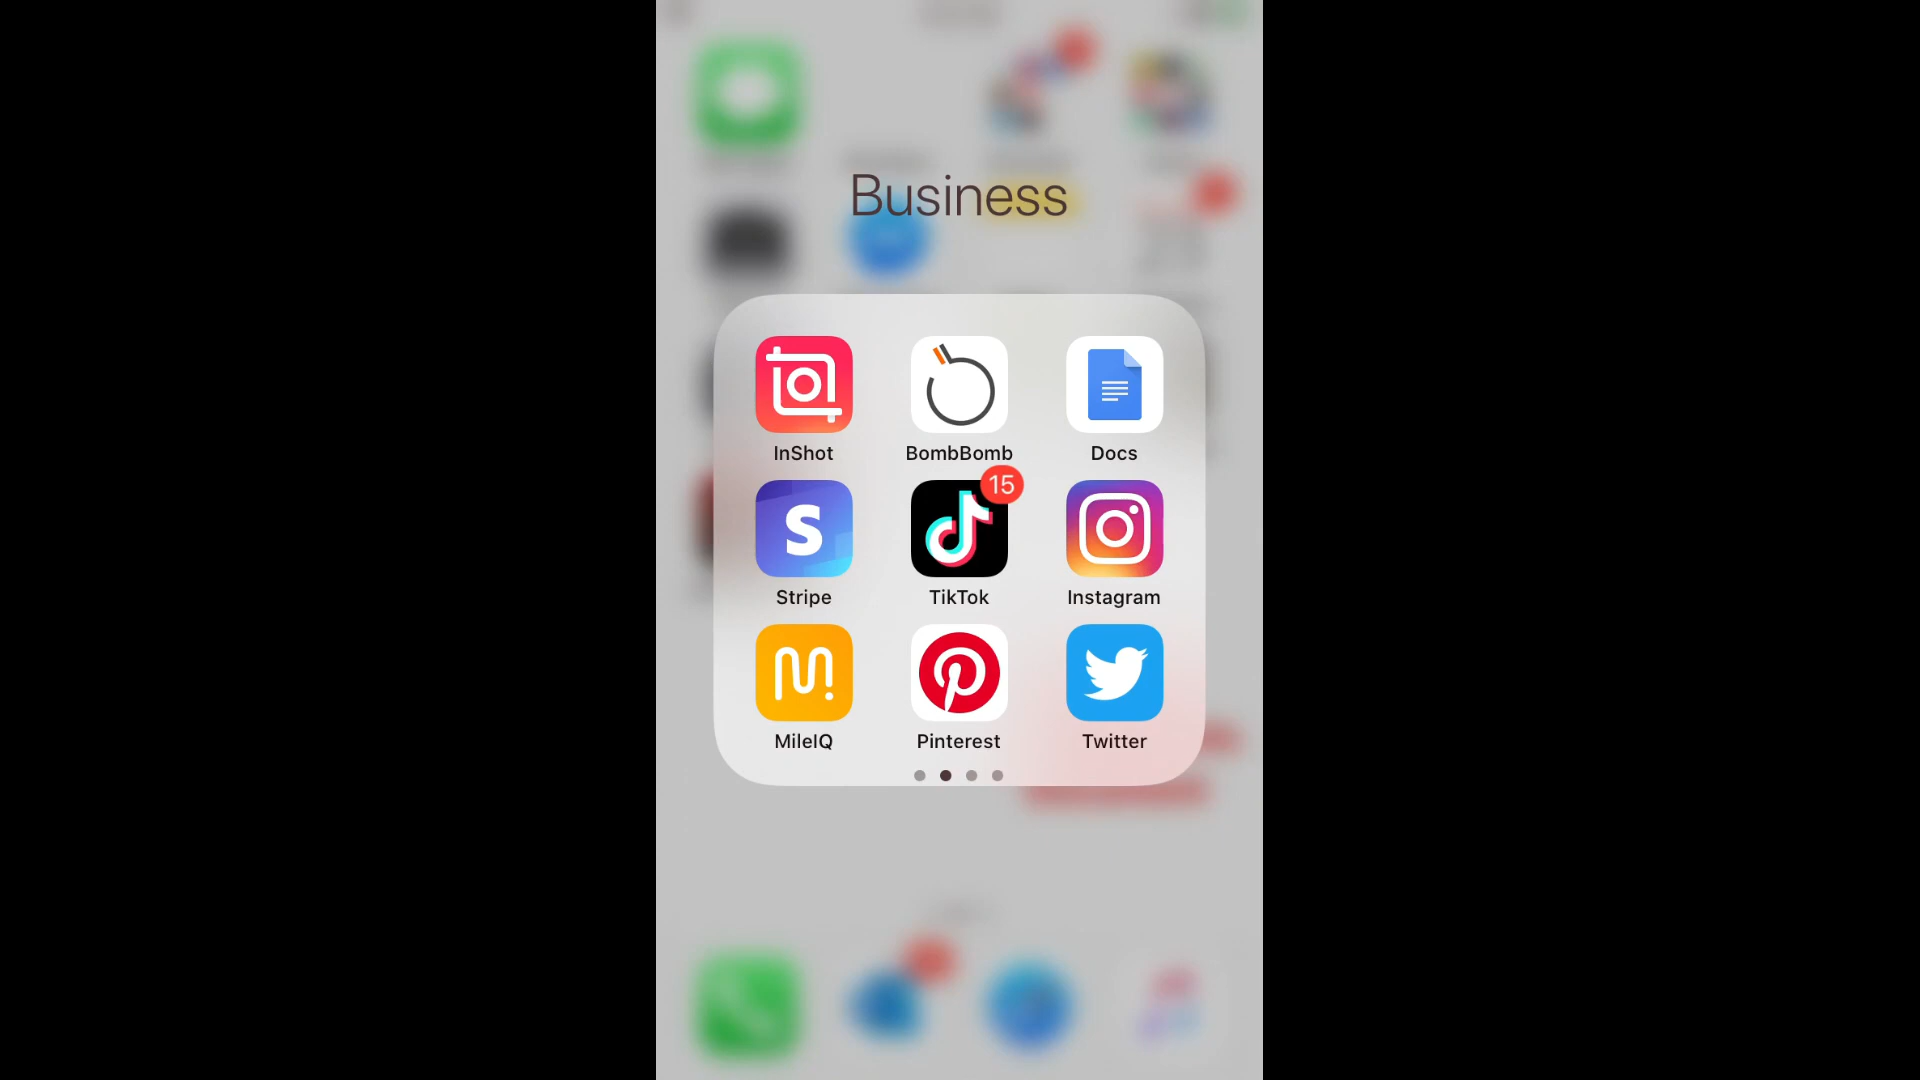 Business
InShot
BombBomb
Docs
15
Stripe
TikTok
Instagram
MileIQ
Pinterest
Twitter